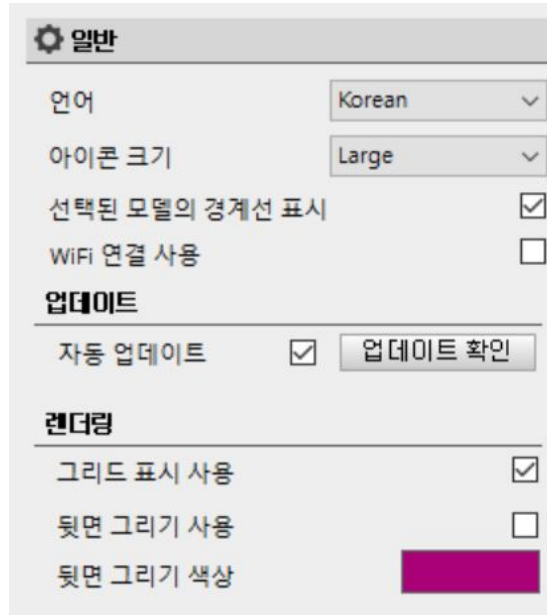 일반
언어 Korean
아이콘 크기 Large
선택된 모델의 경계선 표시
WiFi 연결 사용
업데이트
자동 업데이트 업데이트 확인
렌더링
그리드 표시 사용
뒷면 그리기 사용
뒷면 그리기 색상